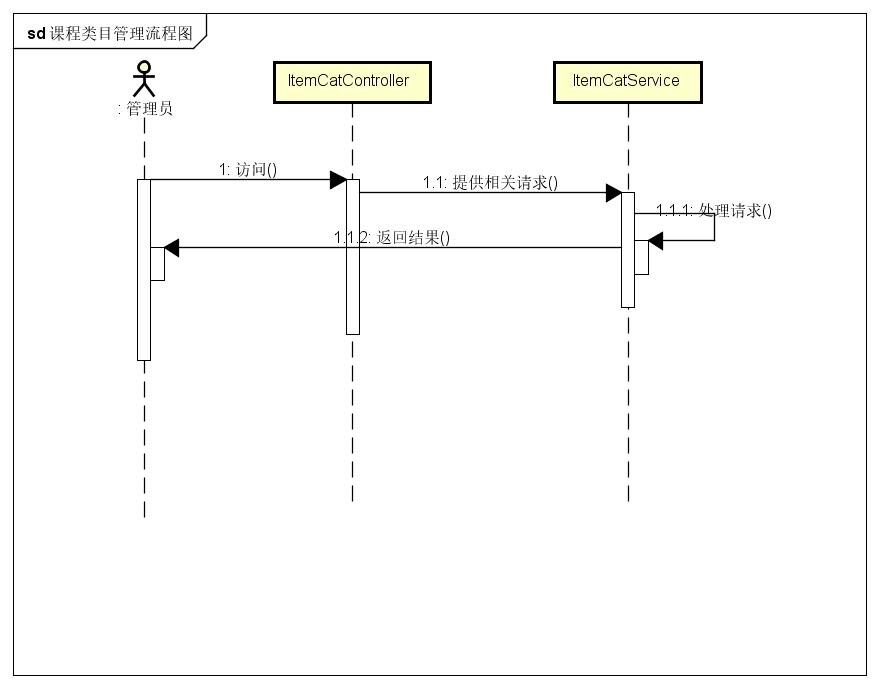 sd 课程类目管理流程图
ItemCatController
ItemCatService
: 管理员
1: 访问()
1.1: 提供相关请求()
1.1.1: 处理请求()
1.1.2: 返回结果()